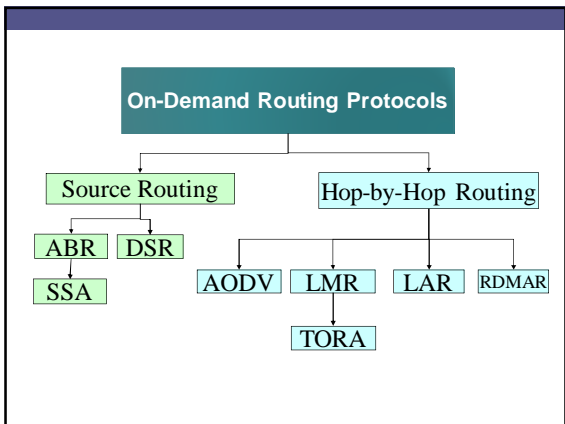 On-Demand Routing Protocols
Source Routing
Hop-by-Hop Routing
ABR
DSR
SSA
AODV
LMR
LAR
RDMAR
TORA